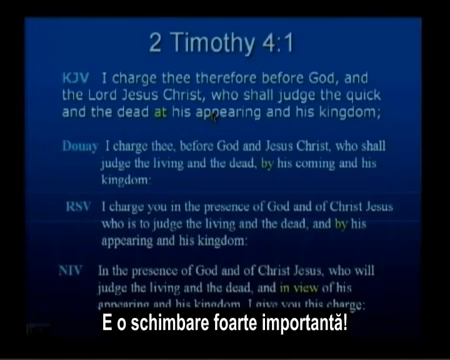 2 Timothy 4:1
KJV I charge thee therefore before God, and
the Lord Jesus Christ, who shall judge the quick
and the dead at his appearing and his kingdom;
Douay I charge thee, before God and Jesus Christ, who shall
judge the living and the dead, by his coming and his
kingdom:
RSV I charge you in the presence of God and of Christ Jesus
who is to judge the living and the dead, and by his
appearing and his kingdom:
NIV In the presence of God and of Christ Jesus, who will
judge the living and the dead, and in view of his
appearing and his kingdom, I give you this charge:
E o schimbare foarte importantă!